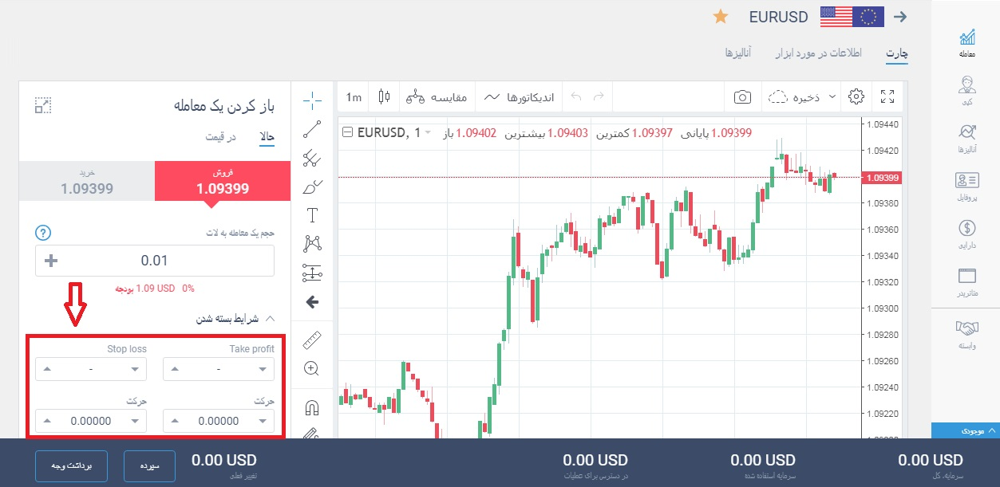 EURUSD
چارت
اطلاعات در مورد ابزار
آنالیزها
معامله
کپی
آنالیزها
پروفایل
دارایی
متاتریدر
وابسته
موجودی
باز کردن یک معامله
حالا
در قیمت
فروش
1.09399
خرید
1.09399
حجم یک معامله به لات
?
0.01
بودجه 1.09 USD 0%
شرایط بسته شدن
Take profit
Stop loss
-
-
حرکت
حرکت
0.00000
0.00000
1m
مقایسه
اندیکاتورها
ذخیره
EURUSD, 1
باز 1.09402 بیشترین 1.09403 کمترین 1.09397 پایانی 1.09399
1.09440
1.09420
1.09399
1.09380
1.09360
1.09340
1.09320
1.09300
1.09280
1.09260
1.09240
1.09220
برداشت وجه
سپرده
0.00 USD
تغییر فعلی
0.00 USD
در دسترس برای عملیات
0.00 USD
سرمایه استفاده شده
0.00 USD
سرمایه، کل